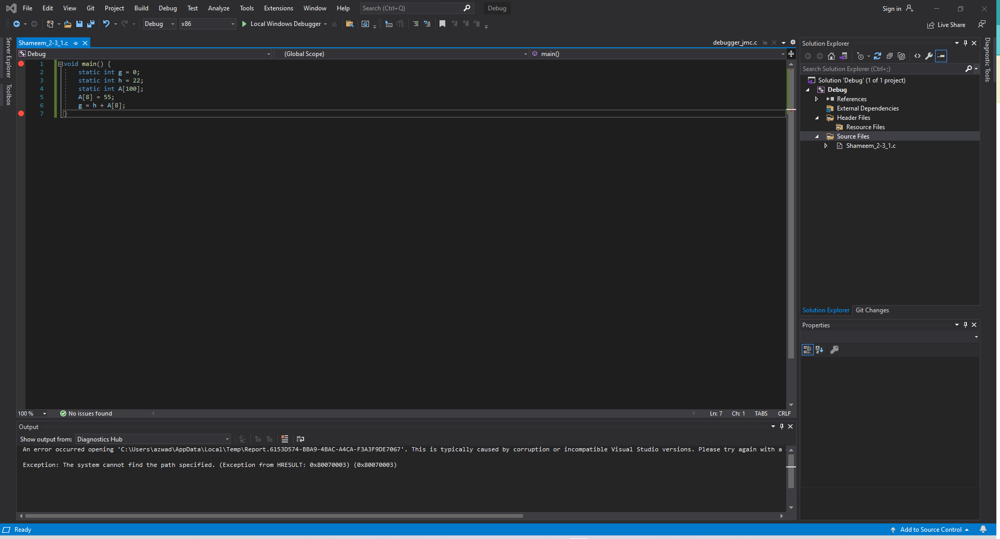 File Edit View Git Project Build Debug Test Analyze Tools Extensions Window Help Search (Ctrl+Q) Debug Sign in
Debug x86 Local Windows Debugger Live Share
Server Explorer
Toolbox
Shameem_2-3_1.c debugger_jmc.c
Debug (Global Scope) main()
1 void main() {
2 static int g = 0;
3 static int h = 22;
4 static int A[100];
5 A[8] = 55;
6 g = h + A[8];
7 }
100 % No issues found Ln: 7 Ch: 1 TABS CRLF
Output
Show output from: Diagnostics Hub
An error occurred opening 'C:\Users\azwad\AppData\Local\Temp\Report.6153D574-BBA9-4BAC-A4CA-F3A3F9DE7067'. This is typically caused by corruption or incompatible Visual Studio versions. Please try again with a
Exception: The system cannot find the path specified. (Exception from HRESULT: 0x80070003) (0x80070003)
Solution Explorer
Search Solution Explorer (Ctrl+;)
Solution 'Debug' (1 of 1 project)
Debug
References
External Dependencies
Header Files
Resource Files
Source Files
Shameem_2-3_1.c
Solution Explorer Git Changes
Properties
Diagnostic Tools
Ready Add to Source Control